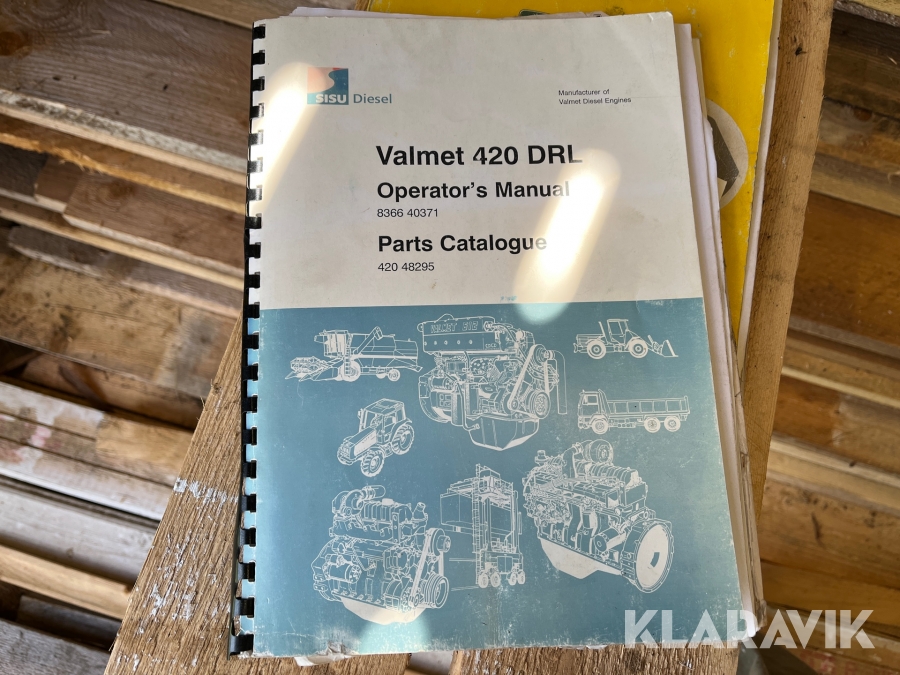 SISU Diesel
Manufacturer of
Valmet Diesel Engines
Valmet 420 DRL
Operator's Manual
8366 40371
Parts Catalogue
420 48295
VALMET
KLARAVIK